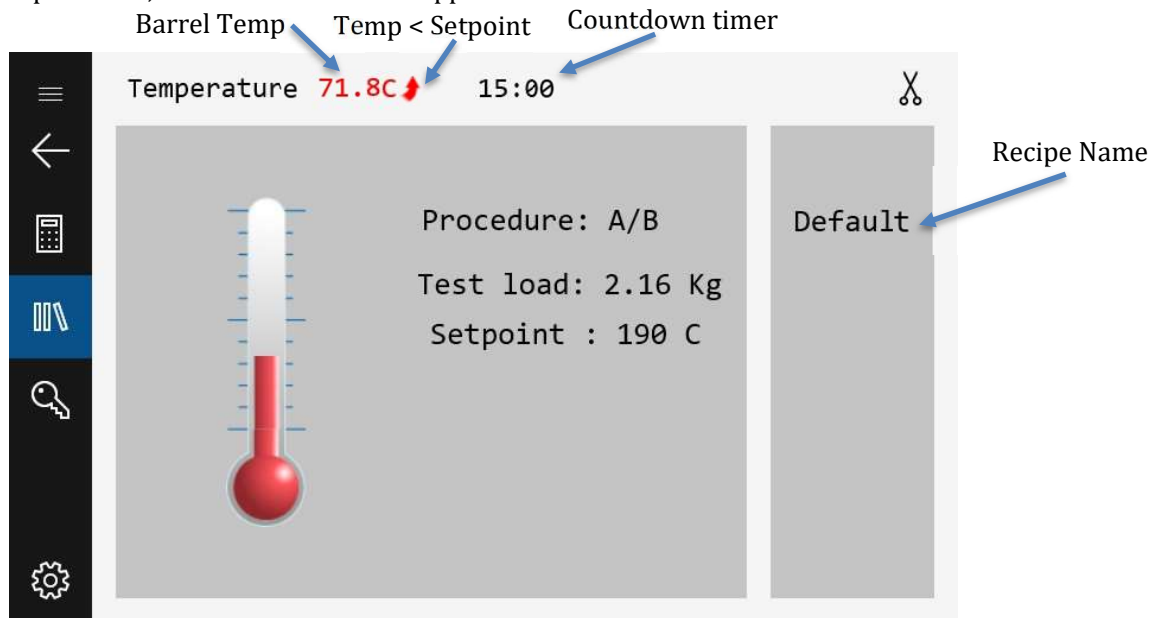 Barrel Temp
Temp < Setpoint
Countdown timer
Temperature 71.8C 15:00
Recipe Name
Procedure: A/B
Default
Test load: 2.16 Kg
Setpoint : 190 C